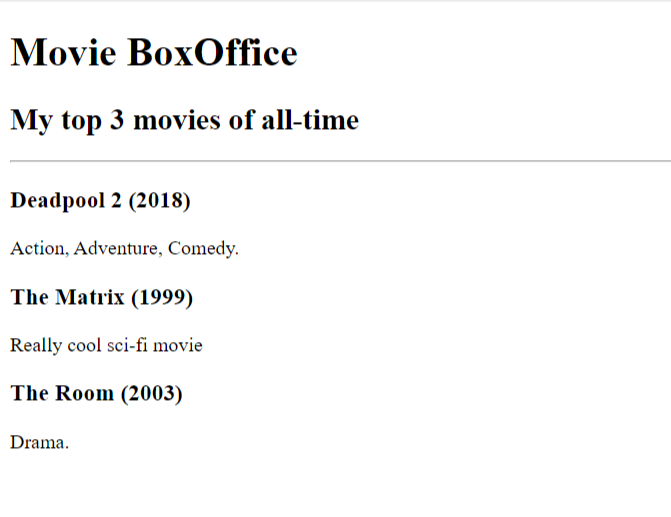 Movie BoxOffice
My top 3 movies of all-time
Deadpool 2 (2018)
Action, Adventure, Comedy.
The Matrix (1999)
Really cool sci-fi movie
The Room (2003)
Drama.